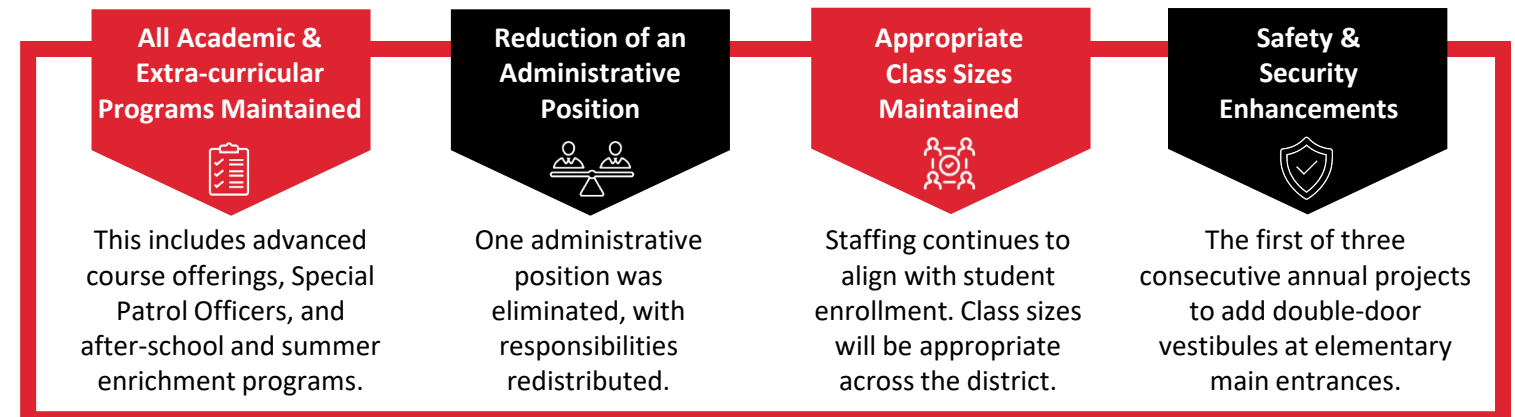 All Academic &
Extra-curricular
Programs Maintained
This includes advanced
course offerings, Special
Patrol Officers, and
after-school and summer
enrichment programs.
Reduction of an
Administrative
Position
One administrative
position was
eliminated, with
responsibilities
redistributed.
Appropriate
Class Sizes
Maintained
Staffing continues to
align with student
enrollment. Class sizes
will be appropriate
across the district.
Safety &
Security
Enhancements
The first of three
consecutive annual projects
to add double-door
vestibules at elementary
main entrances.